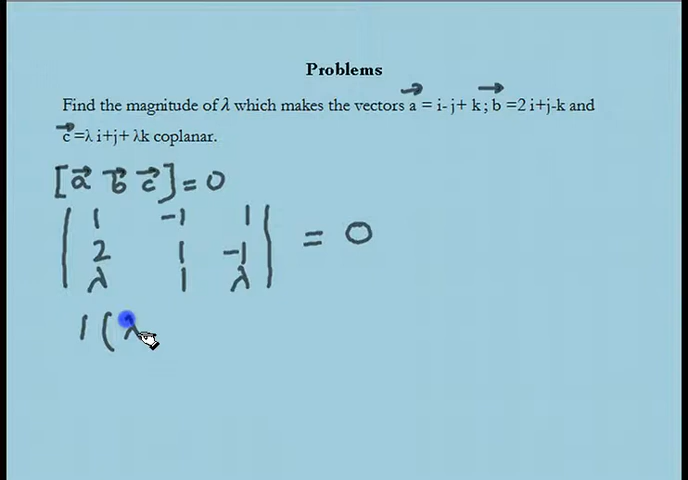 Problems
Find the magnitude of λ which makes the vectors a⃗ = i- j+ k ; b⃗ =2 i+j-k and
c⃗ =λ i+j+ λk coplanar.
[a⃗ b⃗ c⃗] = 0
| 1 -1 1 |
| 2 1 -1 | = 0
| λ 1 λ |
1 ( λ